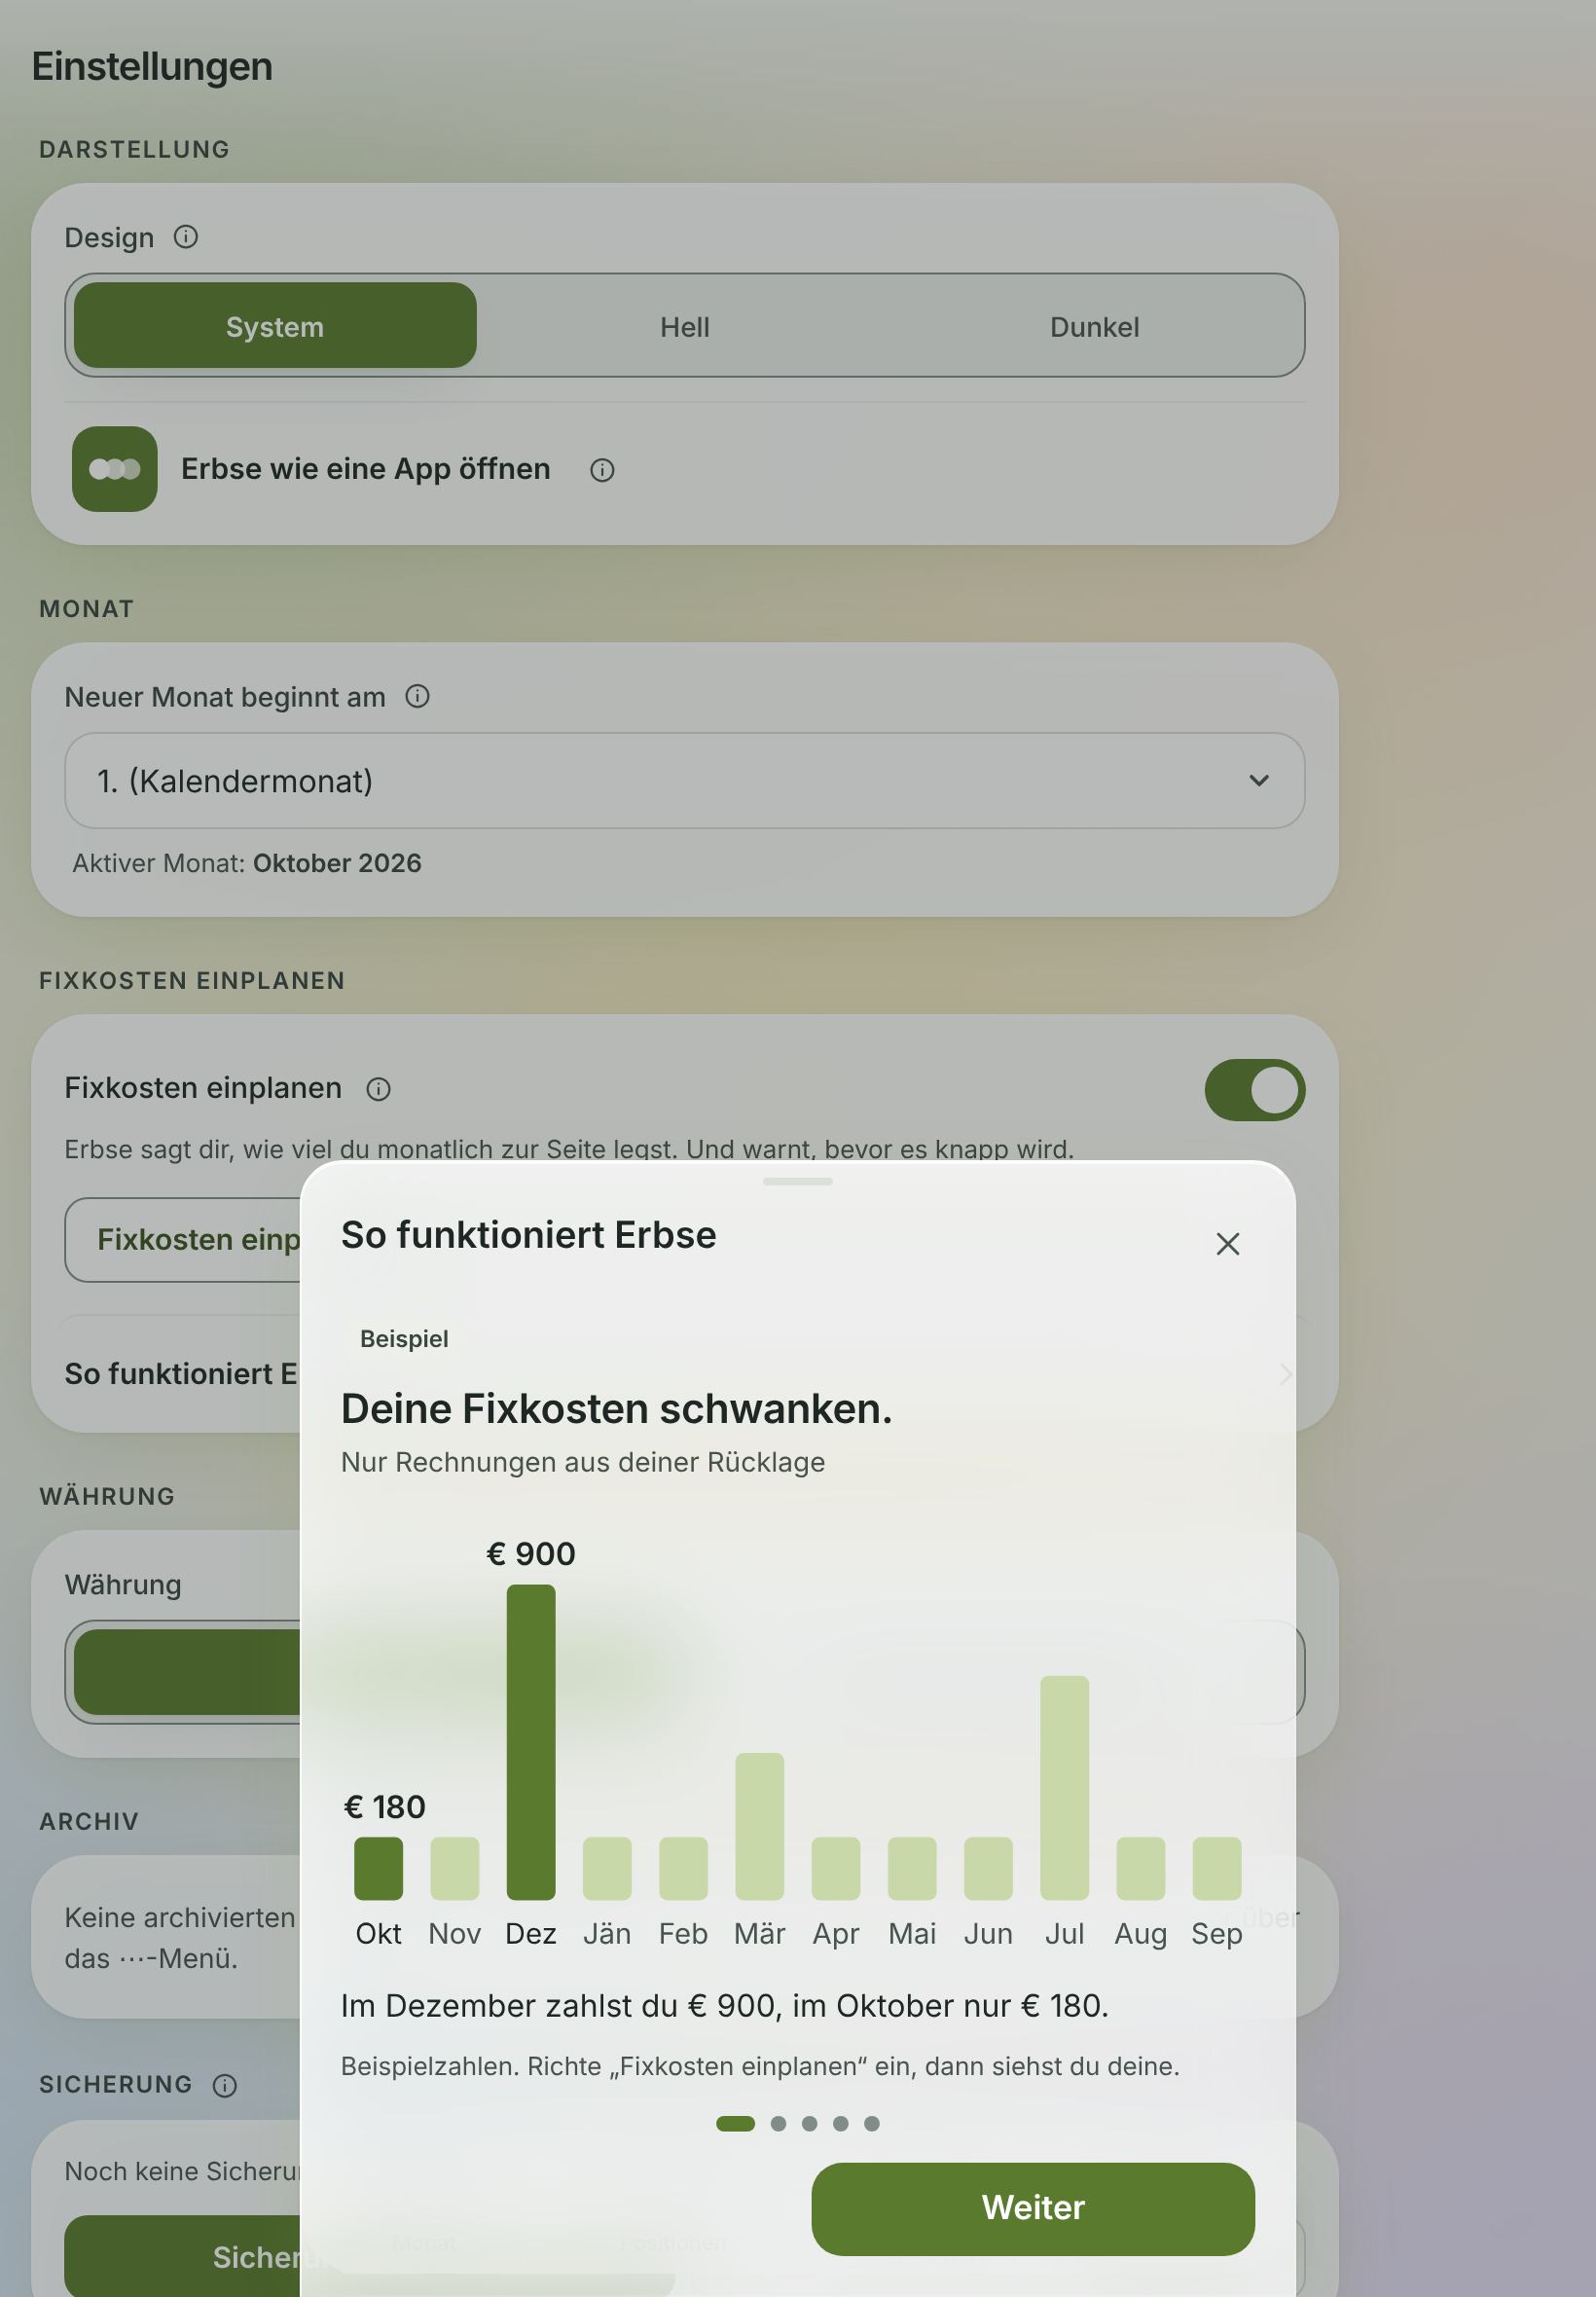 Einstellungen
DARSTELLUNG
Design
System
Hell
Dunkel
Erbse wie eine App öffnen
MONAT
Neuer Monat beginnt am
1. (Kalendermonat)
Aktiver Monat: Oktober 2026
FIXKOSTEN EINPLANEN
Fixkosten einplanen
Erbse sagt dir, wie viel du monatlich zur Seite legst. Und warnt, bevor es knapp wird.
Fixkosten einp
So funktioniert E
WÄHRUNG
Währung
ARCHIV
Keine archivierten
über
das ···-Menü.
SICHERUNG
Noch keine Sicheru
Sicher
So funktioniert Erbse
Beispiel
Deine Fixkosten schwanken.
Nur Rechnungen aus deiner Rücklage
€ 900
€ 180
Okt Nov Dez Jän Feb Mär Apr Mai Jun Jul Aug Sep
Im Dezember zahlst du € 900, im Oktober nur € 180.
Beispielzahlen. Richte „Fixkosten einplanen“ ein, dann siehst du deine.
Weiter
Monat
Positionen